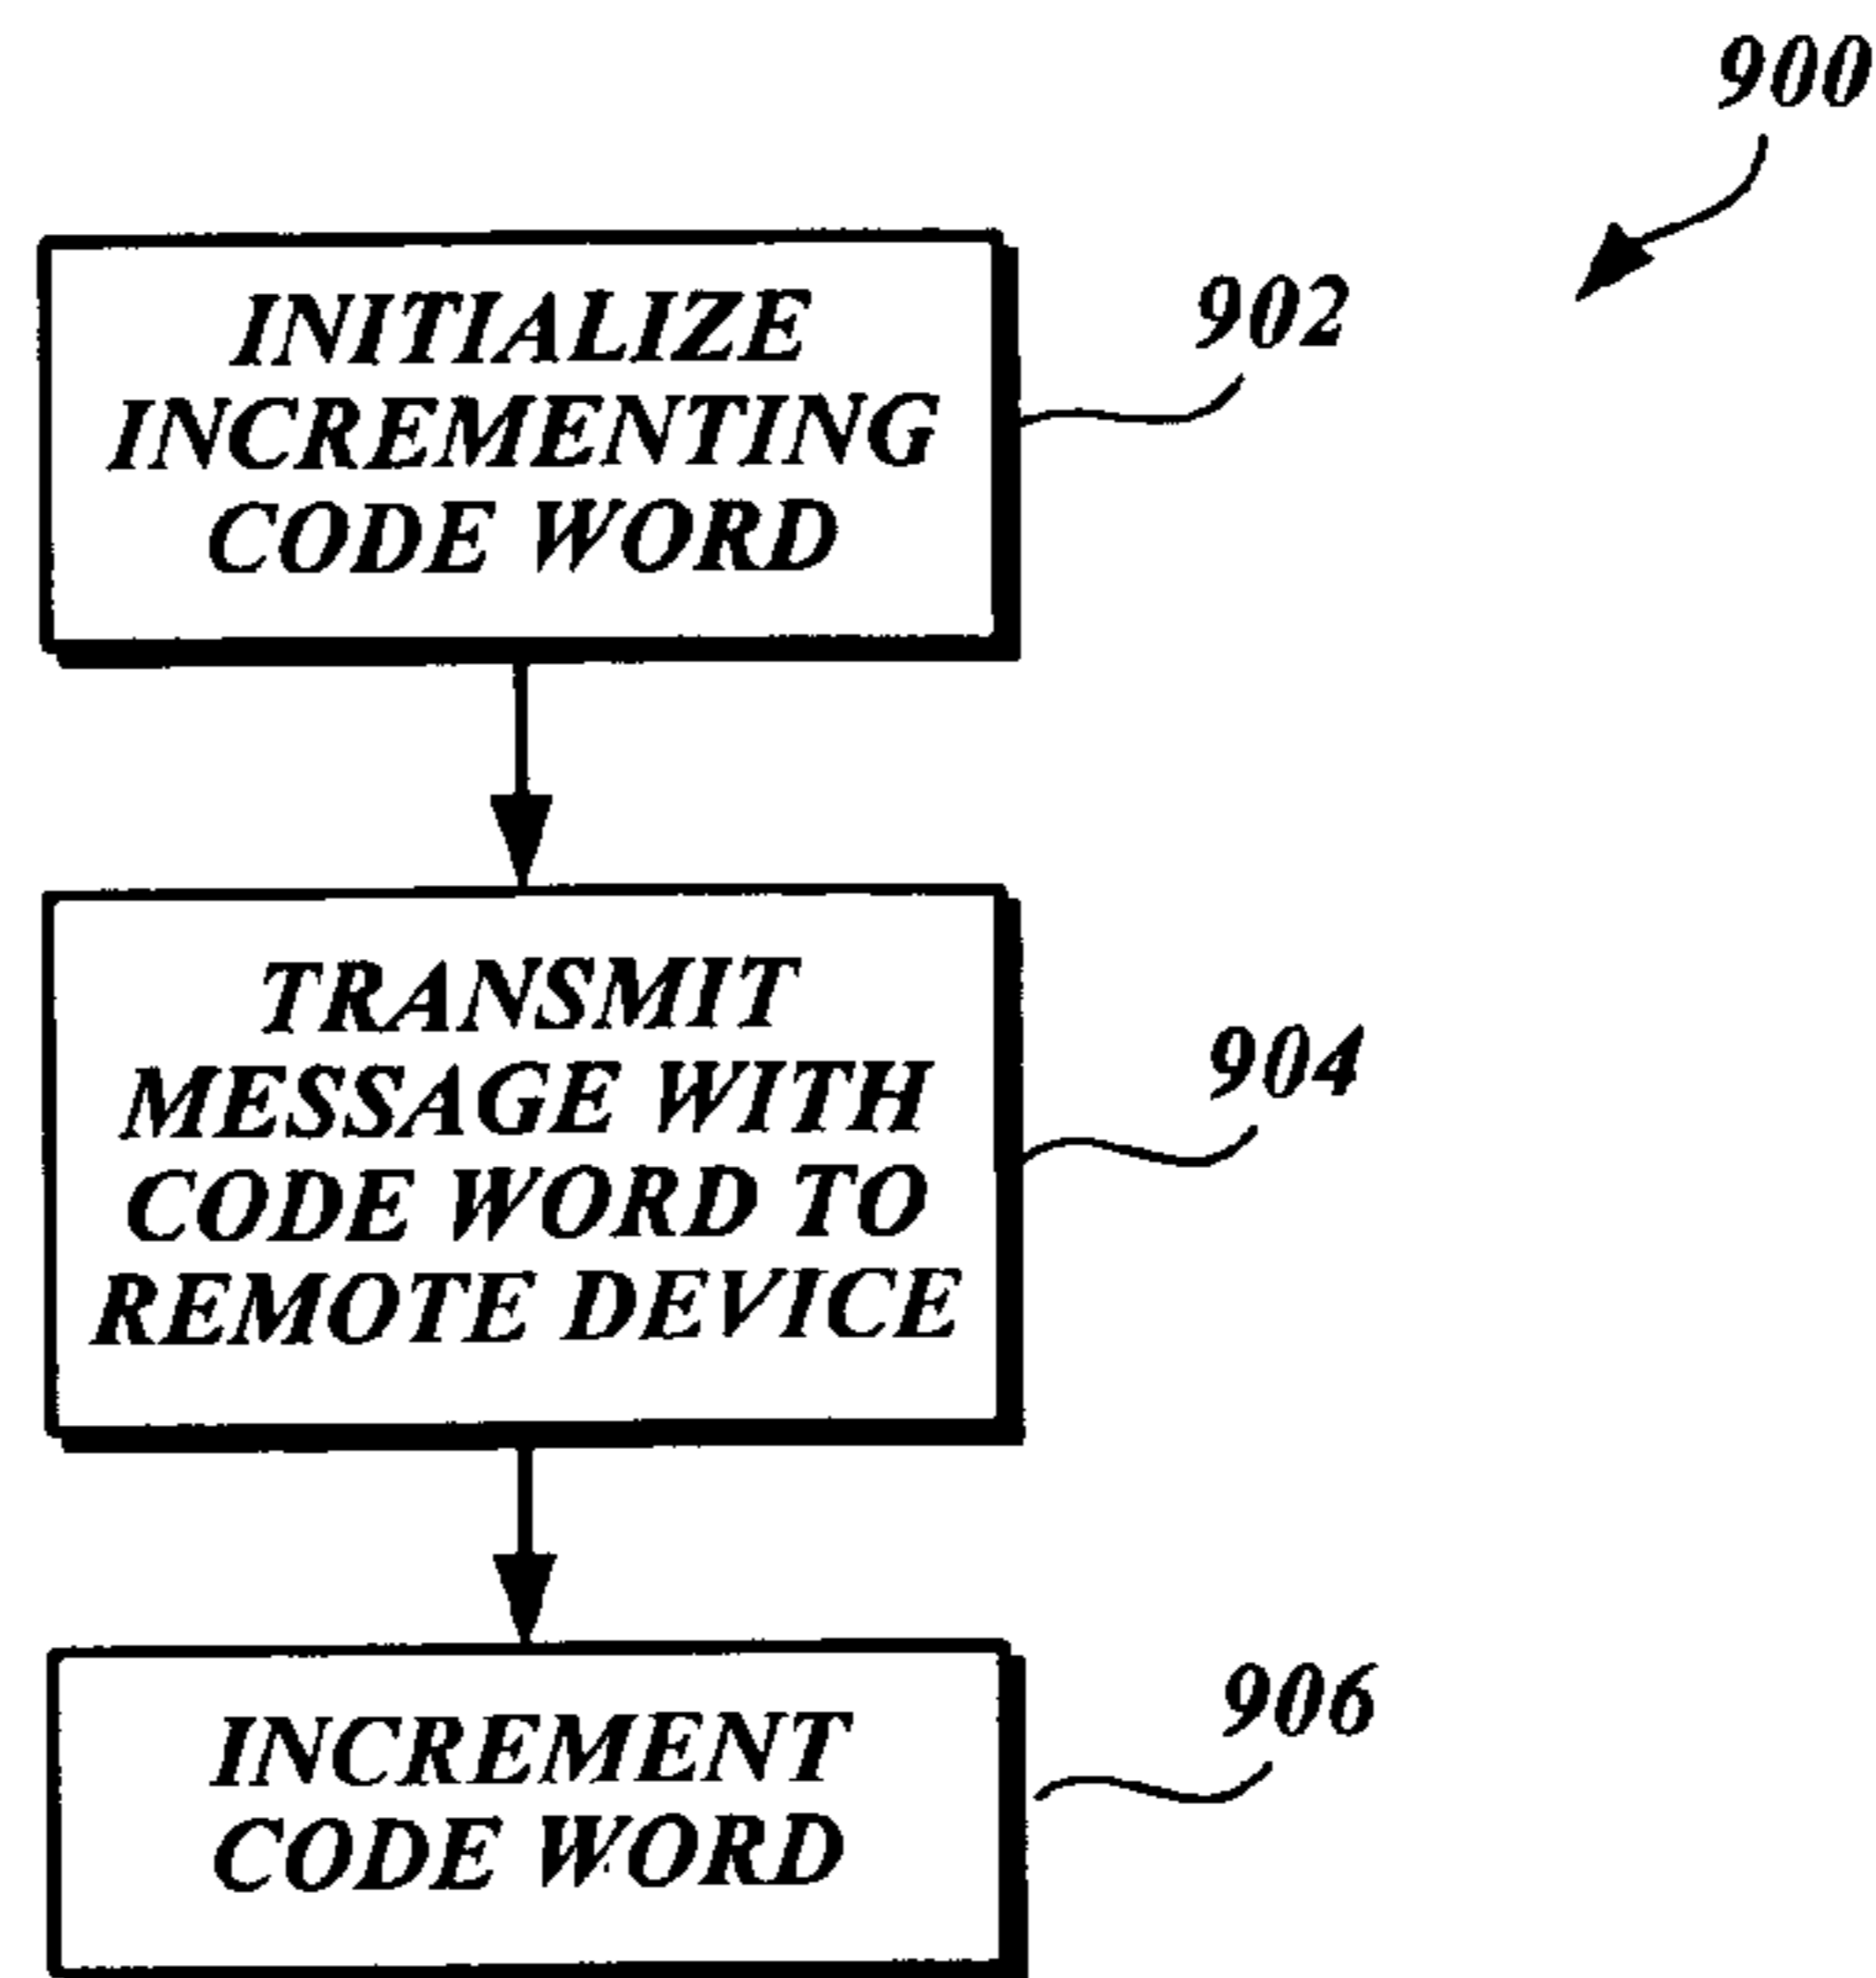 900
INITIALIZE
INCREMENTING
CODE WORD
902
TRANSMIT
MESSAGE WITH
CODE WORD TO
REMOTE DEVICE
904
INCREMENT
CODE WORD
906